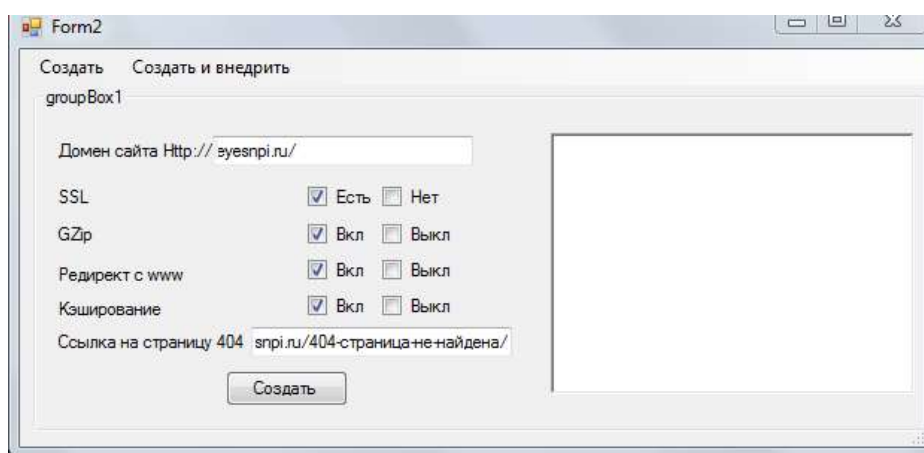 Form2
Создать Создать и внедрить
groupBox1
Домен сайта Http:// eyesnpi.ru/
SSL Есть Нет
GZip Вкл Выкл
Редирект с www Вкл Выкл
Кэширование Вкл Выкл
Ссылка на страницу 404 snpi.ru/404-страница-не-найдена/
Создать